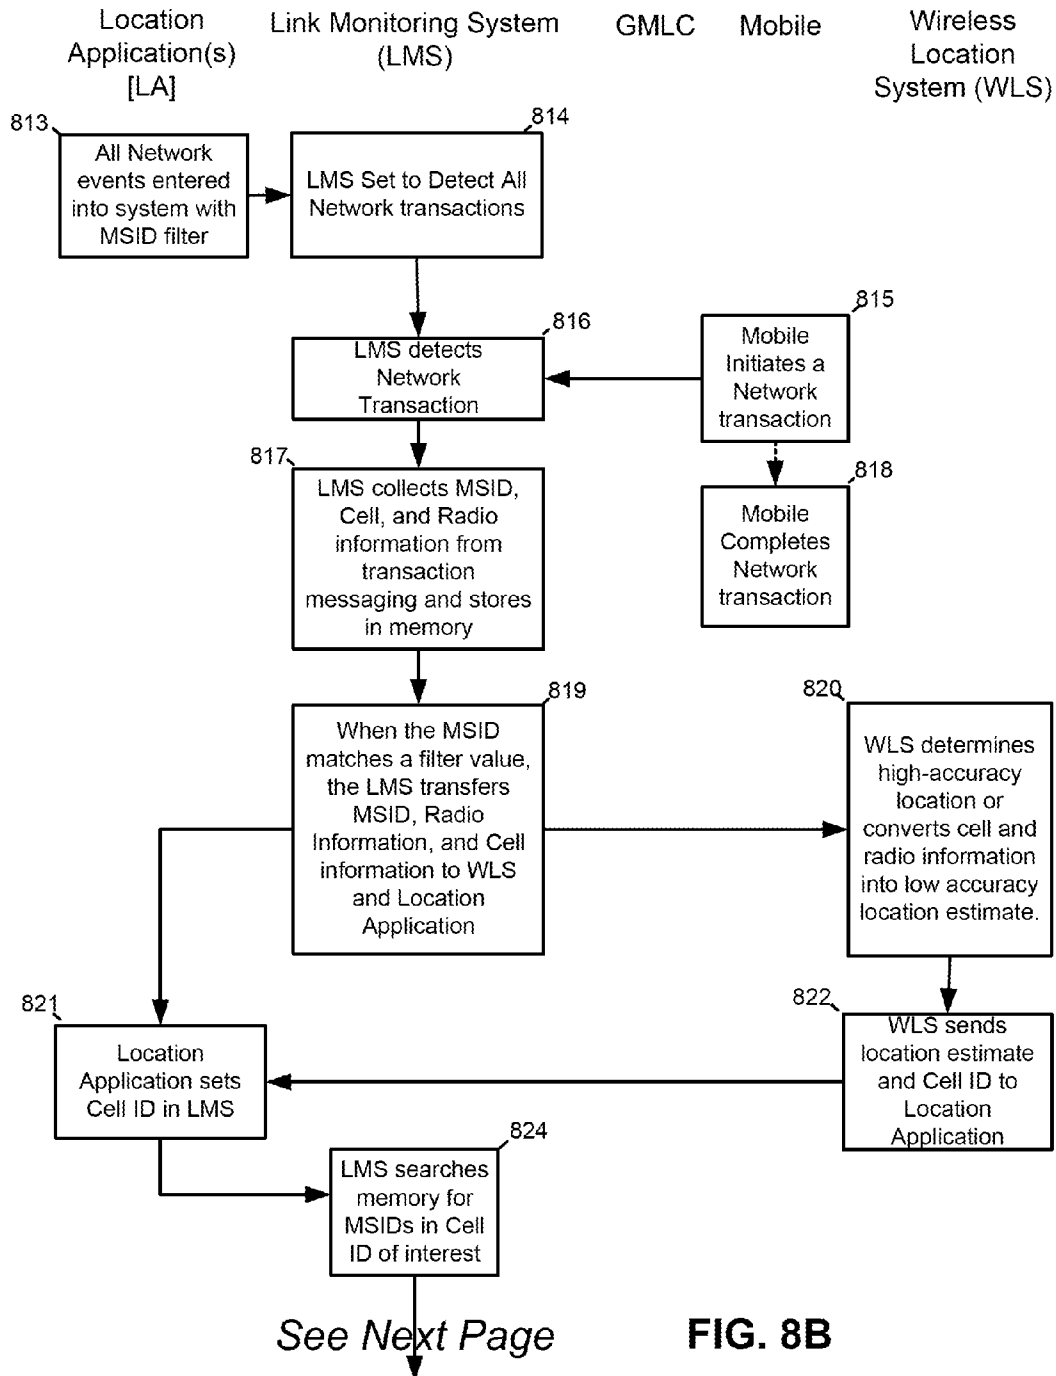 Location
Application(s)
[LA]
Link Monitoring System
(LMS)
GMLC
Mobile
Wireless
Location
System (WLS)
813
All Network
events entered
into system with
MSID filter
814
LMS Set to Detect All
Network transactions
815
Mobile
Initiates a
Network
transaction
816
LMS detects
Network
Transaction
817
LMS collects MSID,
Cell, and Radio
information from
transaction
messaging and stores
in memory
818
Mobile
Completes
Network
transaction
819
When the MSID
matches a filter value,
the LMS transfers
MSID, Radio
Information, and Cell
information to WLS
and Location
Application
820
WLS determines
high-accuracy
location or
converts cell and
radio information
into low accuracy
location estimate.
821
Location
Application sets
Cell ID in LMS
822
WLS sends
location estimate
and Cell ID to
Location
Application
824
LMS searches
memory for
MSIDs in Cell
ID of interest
See Next Page
FIG. 8B